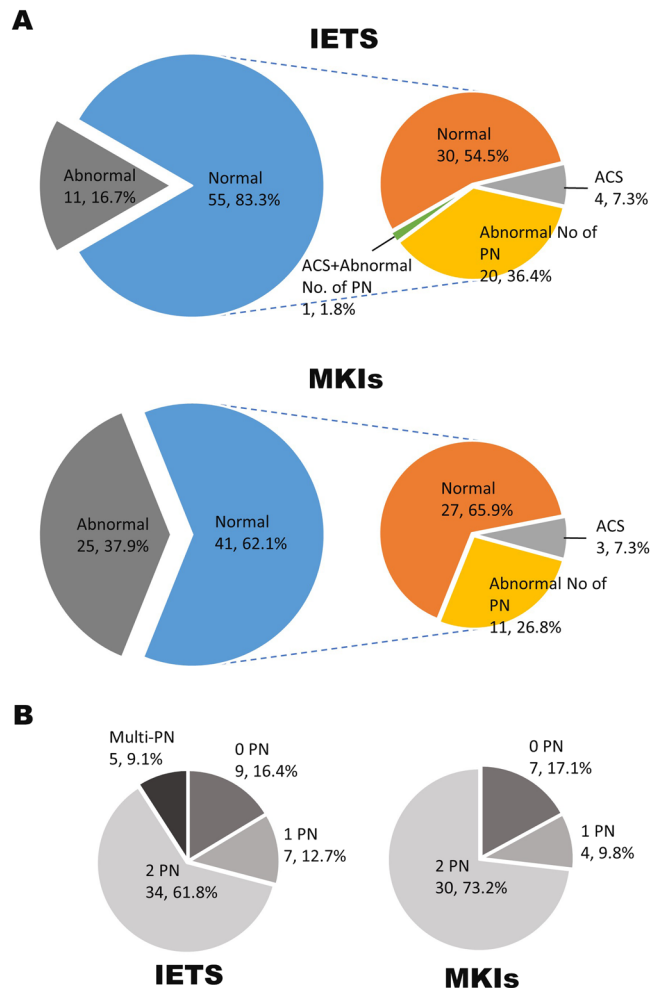 A
IETS
Abnormal
11, 16.7%
Normal
55, 83.3%
Normal
30, 54.5%
ACS
4, 7.3%
Abnormal No of
PN
20, 36.4%
ACS+Abnormal
No. of PN
1, 1.8%
MKIs
Abnormal
25, 37.9%
Normal
41, 62.1%
Normal
27, 65.9%
ACS
3, 7.3%
Abnormal No of
PN
11, 26.8%
B
Multi-PN
5, 9.1%
0 PN
9, 16.4%
1 PN
7, 12.7%
2 PN
34, 61.8%
IETS
0 PN
7, 17.1%
1 PN
4, 9.8%
2 PN
30, 73.2%
MKIs